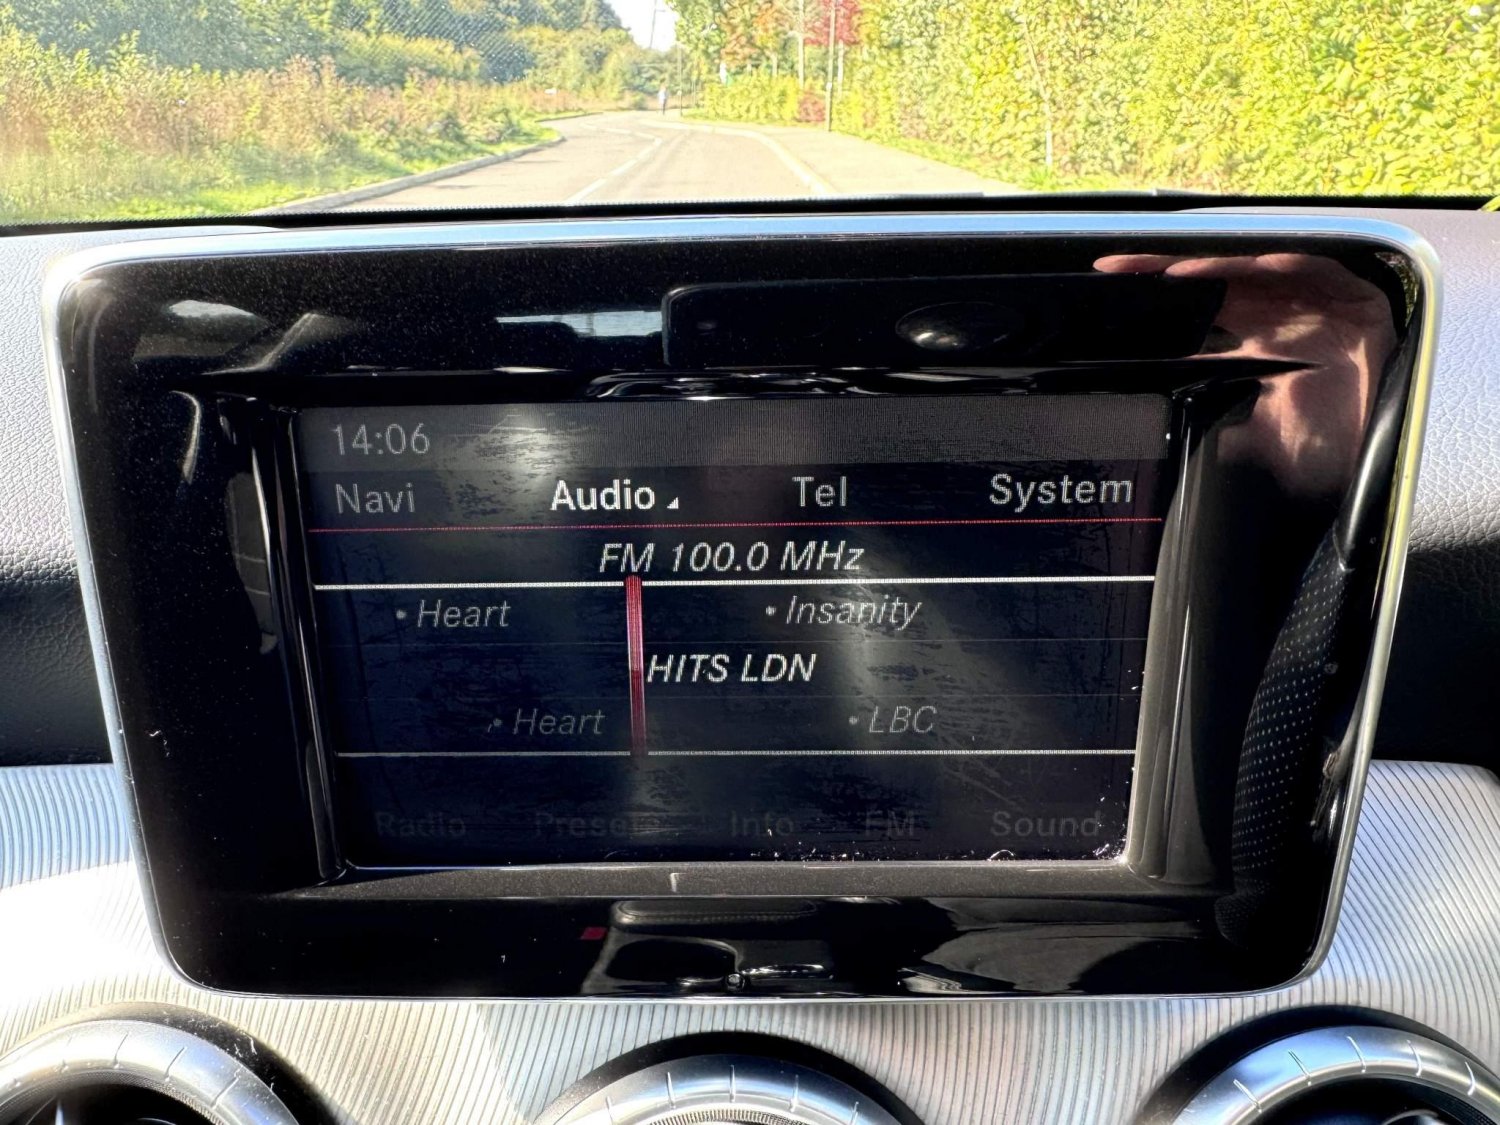 14:06
Navi Audio Tel System
FM 100.0 MHz
• Heart • Insanity
HITS LDN
• Heart • LBC
Radio Presets Info FM Sound